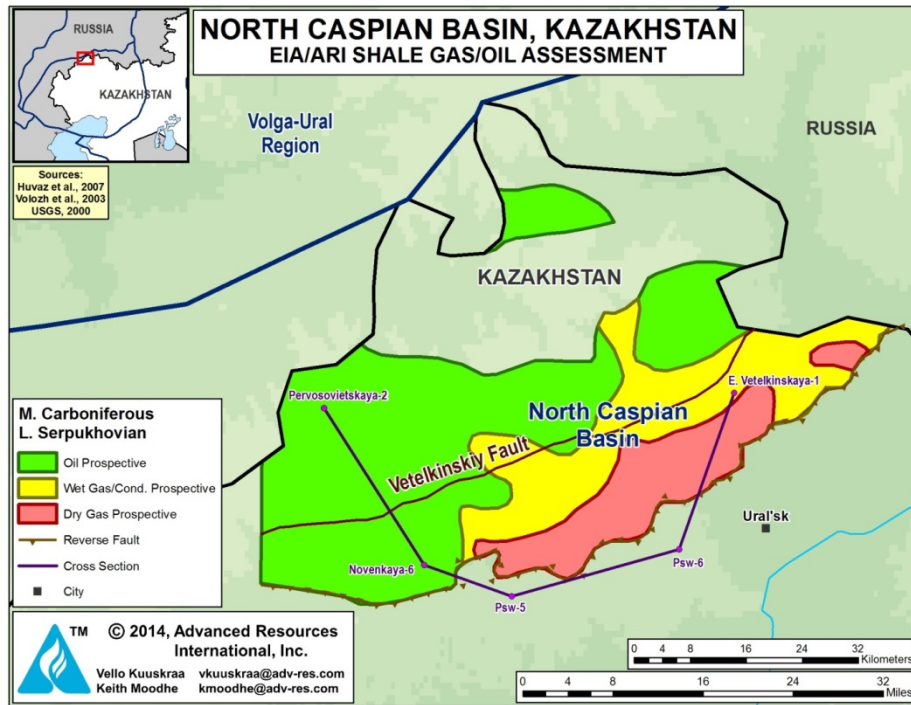 NORTH CASPIAN BASIN, KAZAKHSTAN
EIA/ARI SHALE GAS/OIL ASSESSMENT
RUSSIA
KAZAKHSTAN
Sources:
Huvaz et al., 2007
Volozh et al., 2003
USGS, 2000
Volga-Ural
Region
RUSSIA
KAZAKHSTAN
Pervosovietskaya-2
E. Vetelkinskaya-1
North Caspian
Basin
Vetelkinskiy Fault
Ural'sk
Novenkaya-6
Psw-6
Psw-5
M. Carboniferous
L. Serpukhovian
Oil Prospective
Wet Gas/Cond. Prospective
Dry Gas Prospective
Reverse Fault
Cross Section
City
TM
© 2014, Advanced Resources
International, Inc.
Vello Kuuskraa vkuuskraa@adv-res.com
Keith Moodhe kmoodhe@adv-res.com
0 4 8 16 24 32
Kilometers
0 4 8 16 24 32
Miles